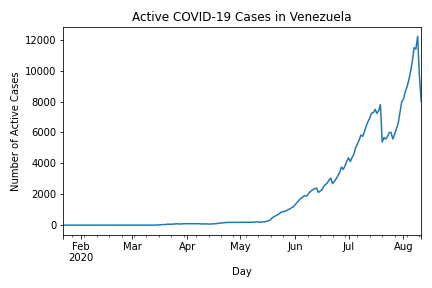 Active COVID-19 Cases in Venezuela
Number of Active Cases
12000
10000
8000
6000
4000
2000
0
Feb Mar Apr May Jun Jul Aug
2020
Day